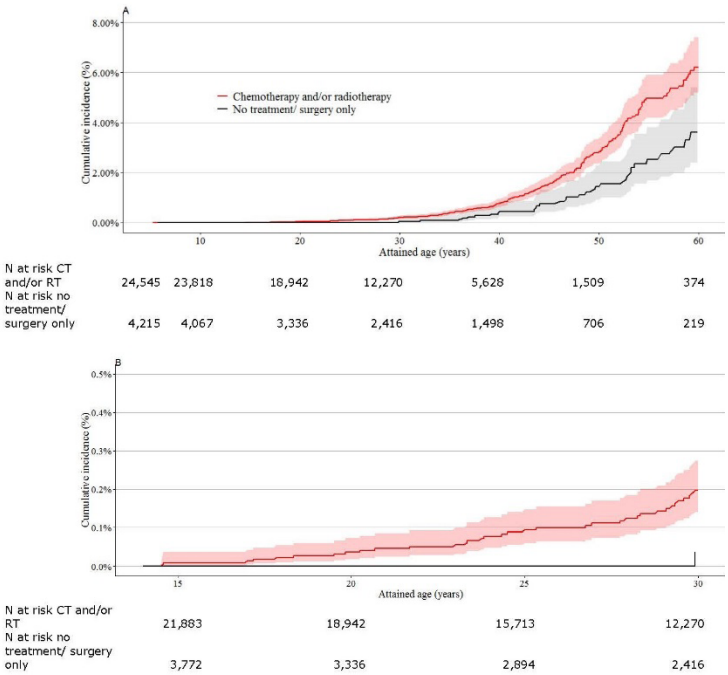 A
8.00%
6.00%
4.00%
2.00%
0.00%
Cumulative incidence (%)
Chemotherapy and/or radiotherapy
No treatment/ surgery only
10 20 30 40 50 60
Attained age (years)
N at risk CT
and/or RT 24,545 23,818 18,942 12,270 5,628 1,509 374
N at risk no
treatment/
surgery only 4,215 4,067 3,336 2,416 1,498 706 219
B
0.5%
0.4%
0.3%
0.2%
0.1%
0.0%
Cumulative incidence (%)
15 20 25 30
Attained age (years)
N at risk CT and/or
RT 21,883 18,942 15,713 12,270
N at risk no
treatment/ surgery
only 3,772 3,336 2,894 2,416